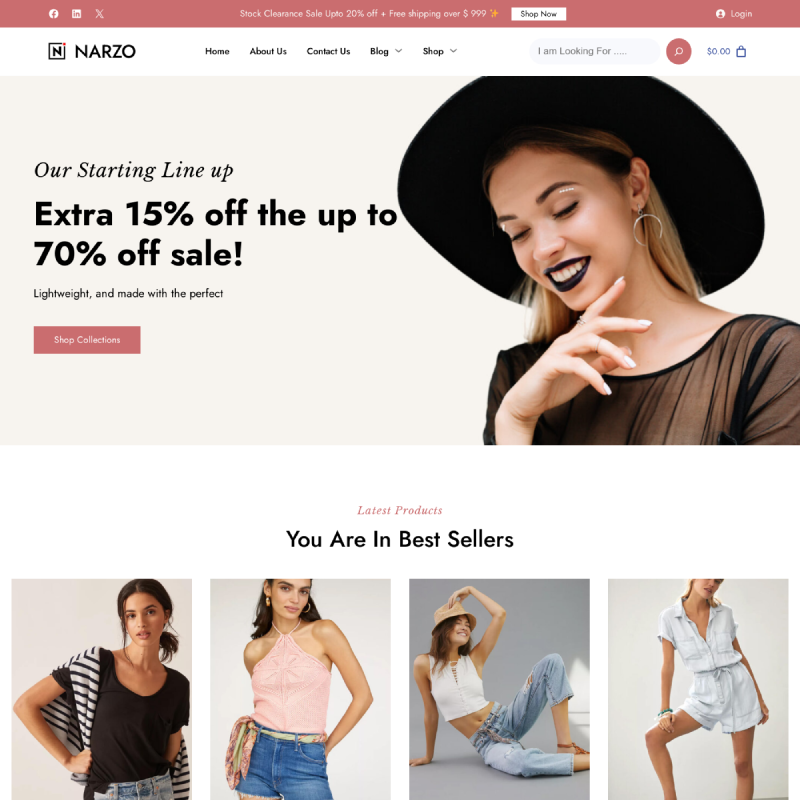 Stock Clearance Sale Upto 20% off + Free shipping over $ 999 ✨ Shop Now Login
N NARZO Home About Us Contact Us Blog Shop I am Looking For ..... $0.00
Our Starting Line up
Extra 15% off the up to
70% off sale!
Lightweight, and made with the perfect
Shop Collections
Latest Products
You Are In Best Sellers